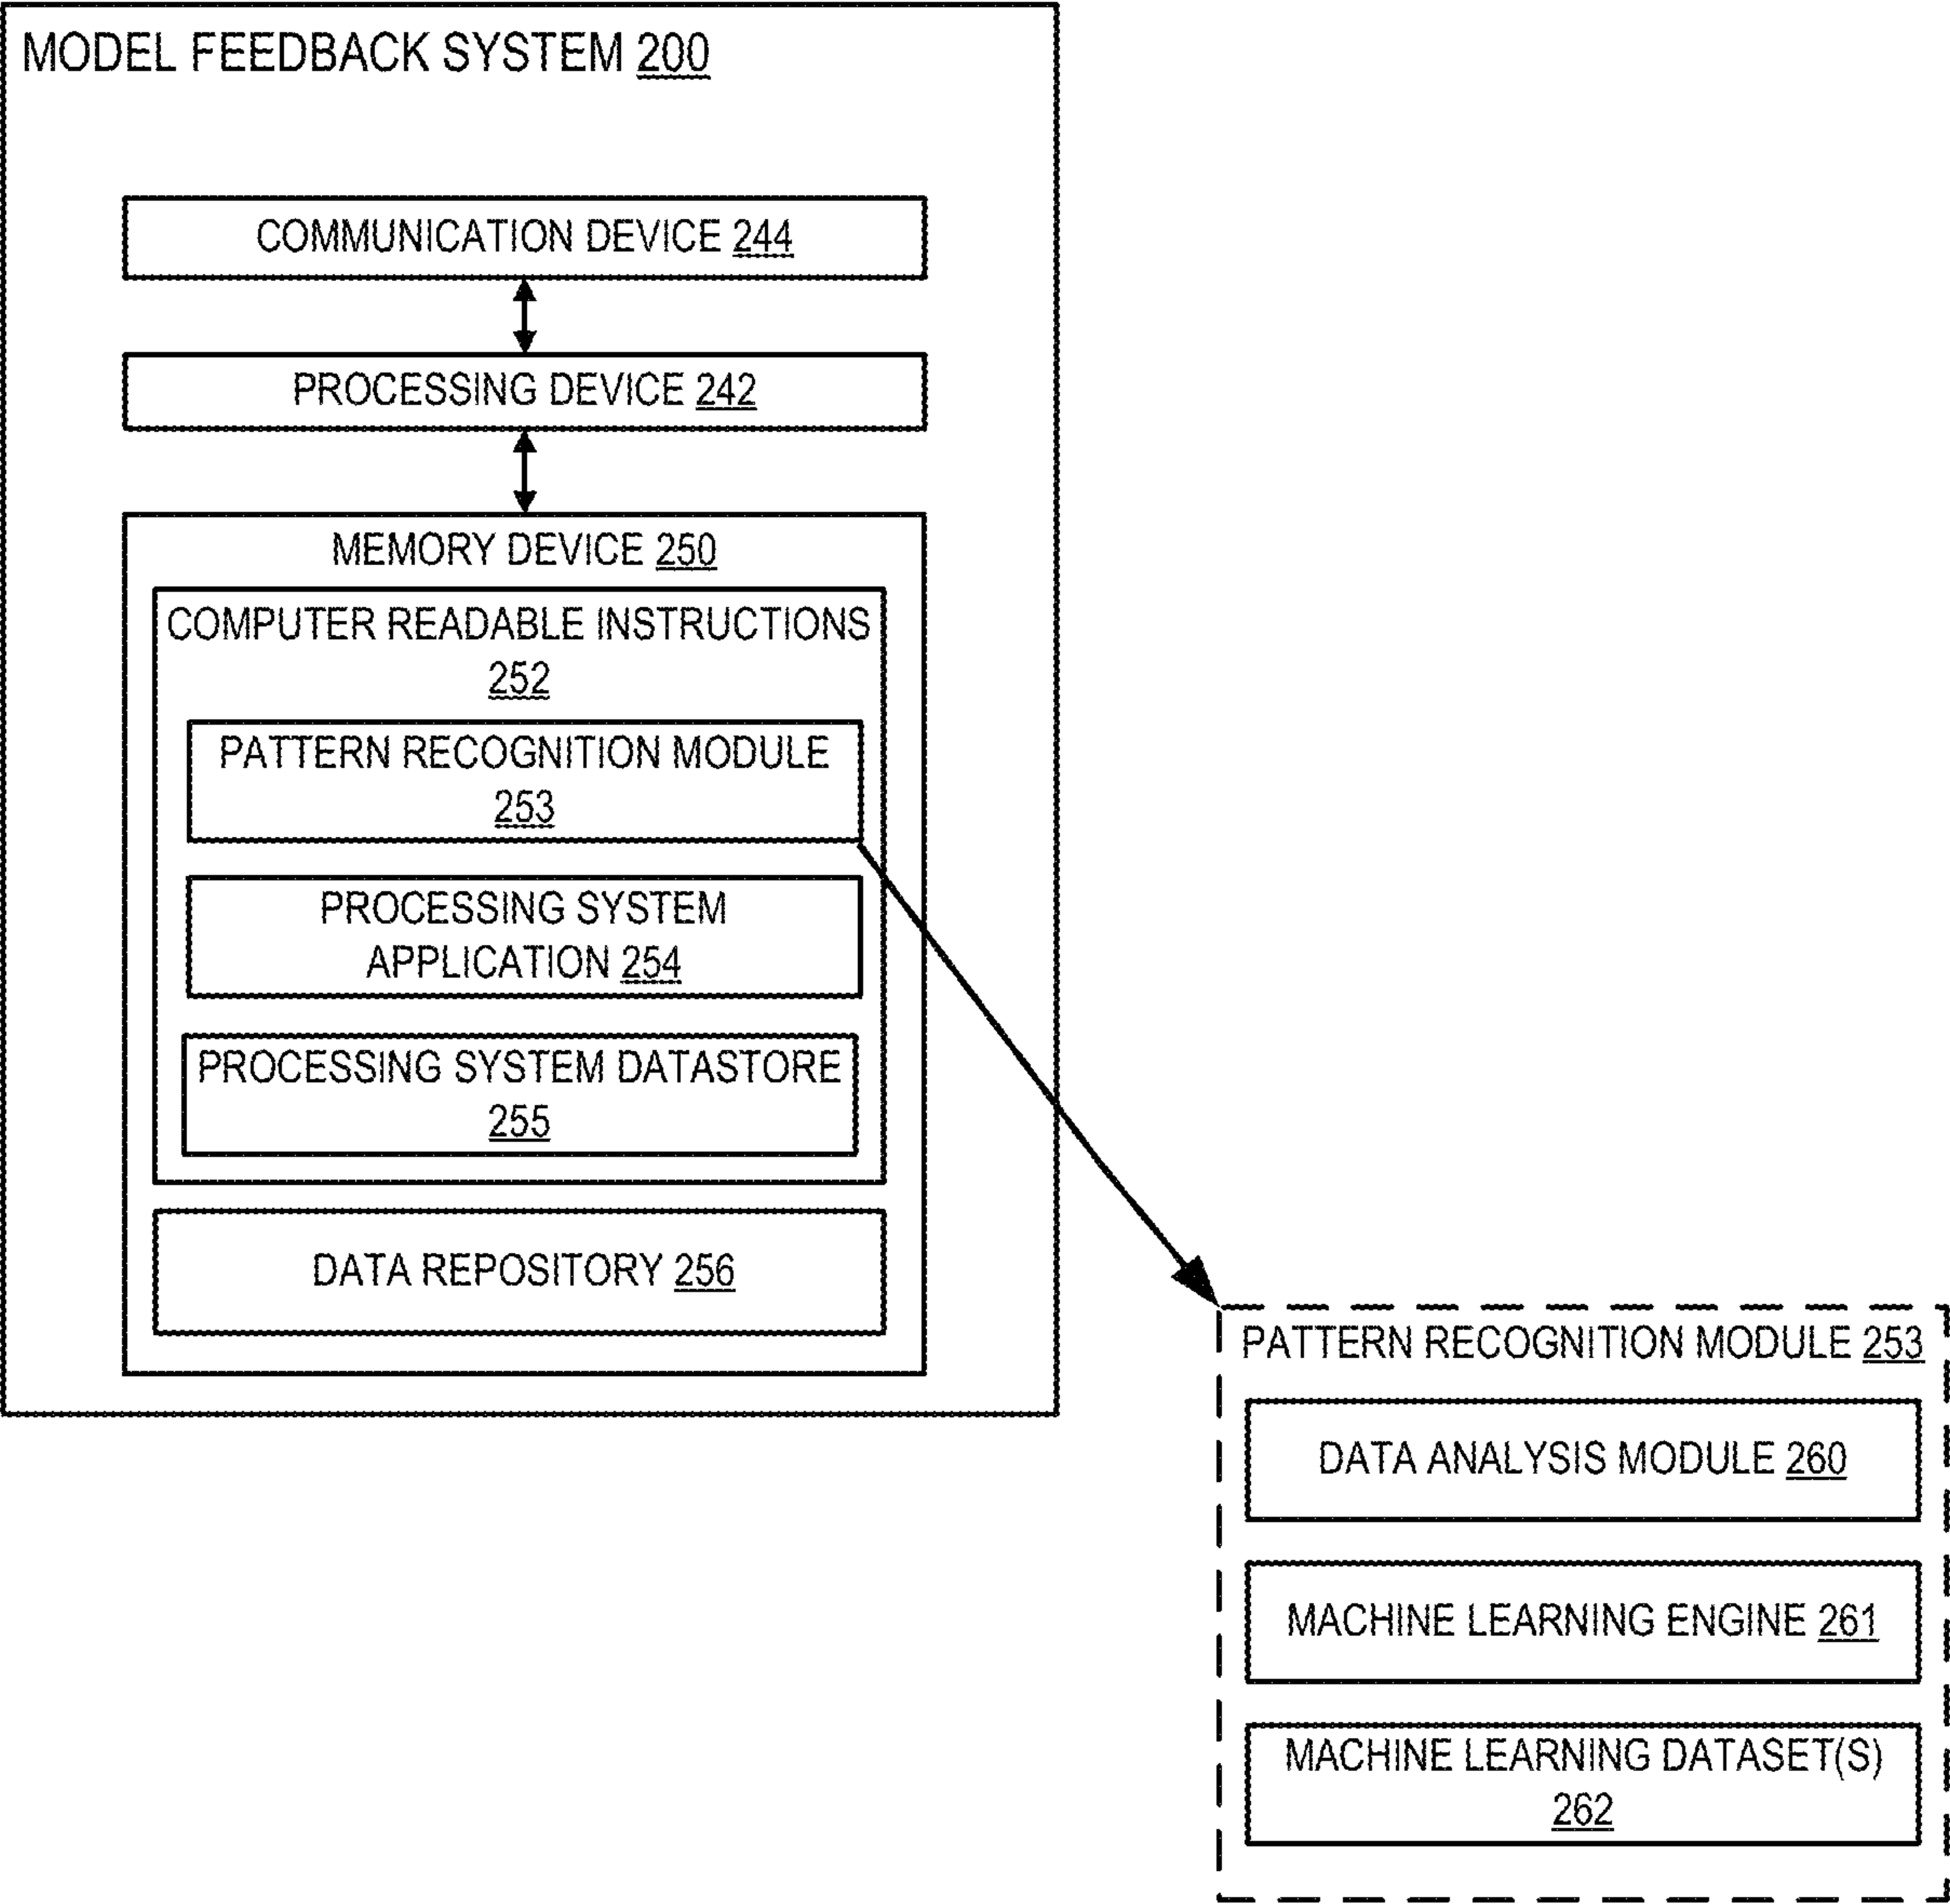 MODEL FEEDBACK SYSTEM 200
COMMUNICATION DEVICE 244
PROCESSING DEVICE 242
MEMORY DEVICE 250
COMPUTER READABLE INSTRUCTIONS
252
PATTERN RECOGNITION MODULE
253
PROCESSING SYSTEM
APPLICATION 254
PROCESSING SYSTEM DATASTORE
255
DATA REPOSITORY 256
PATTERN RECOGNITION MODULE 253
DATA ANALYSIS MODULE 260
MACHINE LEARNING ENGINE 261
MACHINE LEARNING DATASET(S)
262